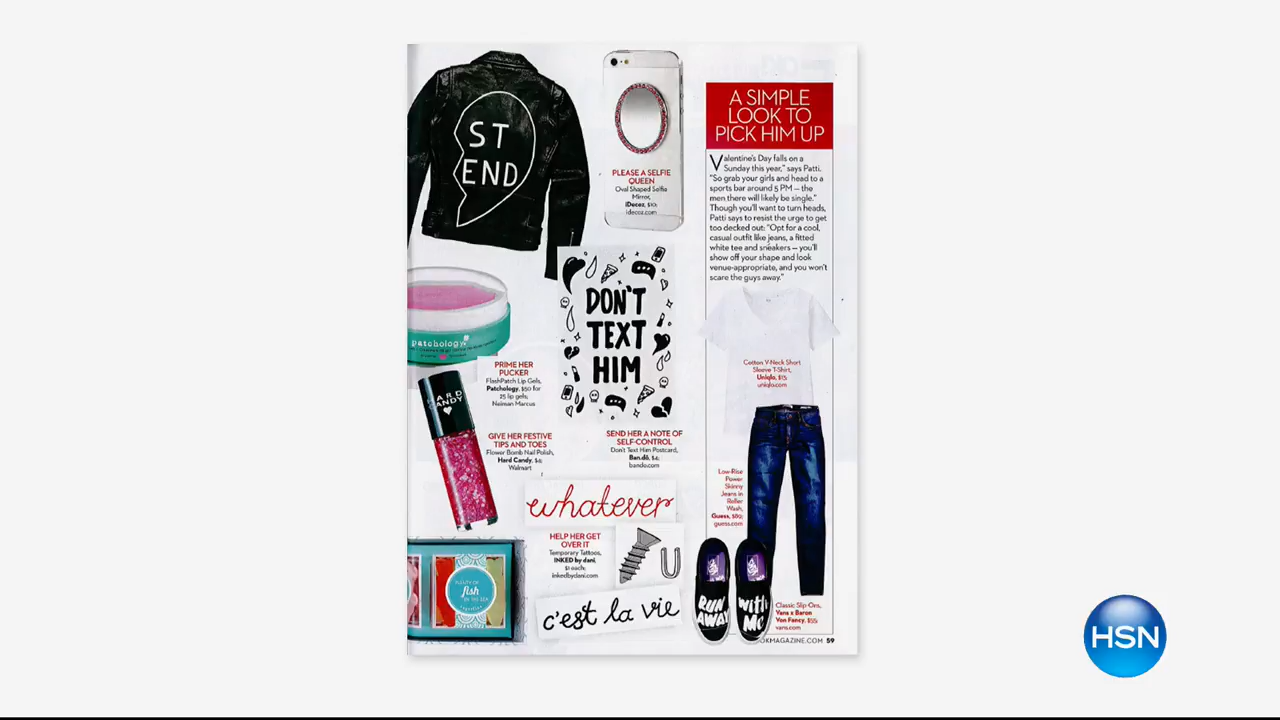 ST
END
PLEASE A SELFIE
QUEEN
Oval Shaped Selfie
Mirror,
iDecoz, $10;
idecoz.com
A SIMPLE
LOOK TO
PICK HIM UP
Valentine's Day falls on a
Sunday this year," says Patti.
"So grab your girls and head to a
sports bar around 5 PM — the
men there will likely be single."
Though you'll want to turn heads,
Patti says to resist the urge to get
too decked out: "Opt for a cool,
casual outfit like jeans, a fitted
white tee and sneakers — you'll
show off your shape and look
venue-appropriate, and you won't
scare the guys away."
DON'T
TEXT
HIM
patchology
PRIME HER
PUCKER
FlashPatch Lip Gels,
Patchology, $50 for
25 lip gels;
Neiman Marcus
HARD
CANDY
GIVE HER FESTIVE
TIPS AND TOES
Flower Bomb Nail Polish,
Hard Candy, $4;
Walmart
SEND HER A NOTE OF
SELF-CONTROL
Don't Text Him Postcard,
Ban.dō, $4;
bando.com
Cotton V-Neck Short
Sleeve T-Shirt,
Uniqlo, $15;
uniqlo.com
whatever
HELP HER GET
OVER IT
Temporary Tattoos,
INKED by dani,
$1 each;
inkedbydani.com
U
c'est la vie
PLENTY OF
fish
IN THE SEA
Low-Rise
Power
Skinny
Jeans in
Roller
Wash,
Guess, $89;
guess.com
RUN
AWAY
With
Me
Classic Slip-Ons,
Vans x Baron
Von Fancy, $55;
vans.com
OKMAGAZINE.COM 59
HSN